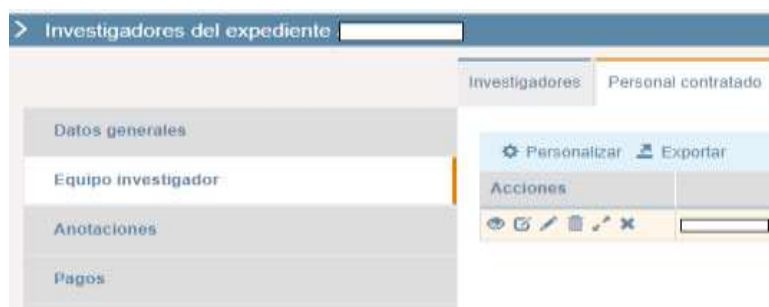 Investigadores del expediente
Investigadores Personal contratado
Datos generales
Equipo investigador
Anotaciones
Pagos
Personalizar Exportar
Acciones